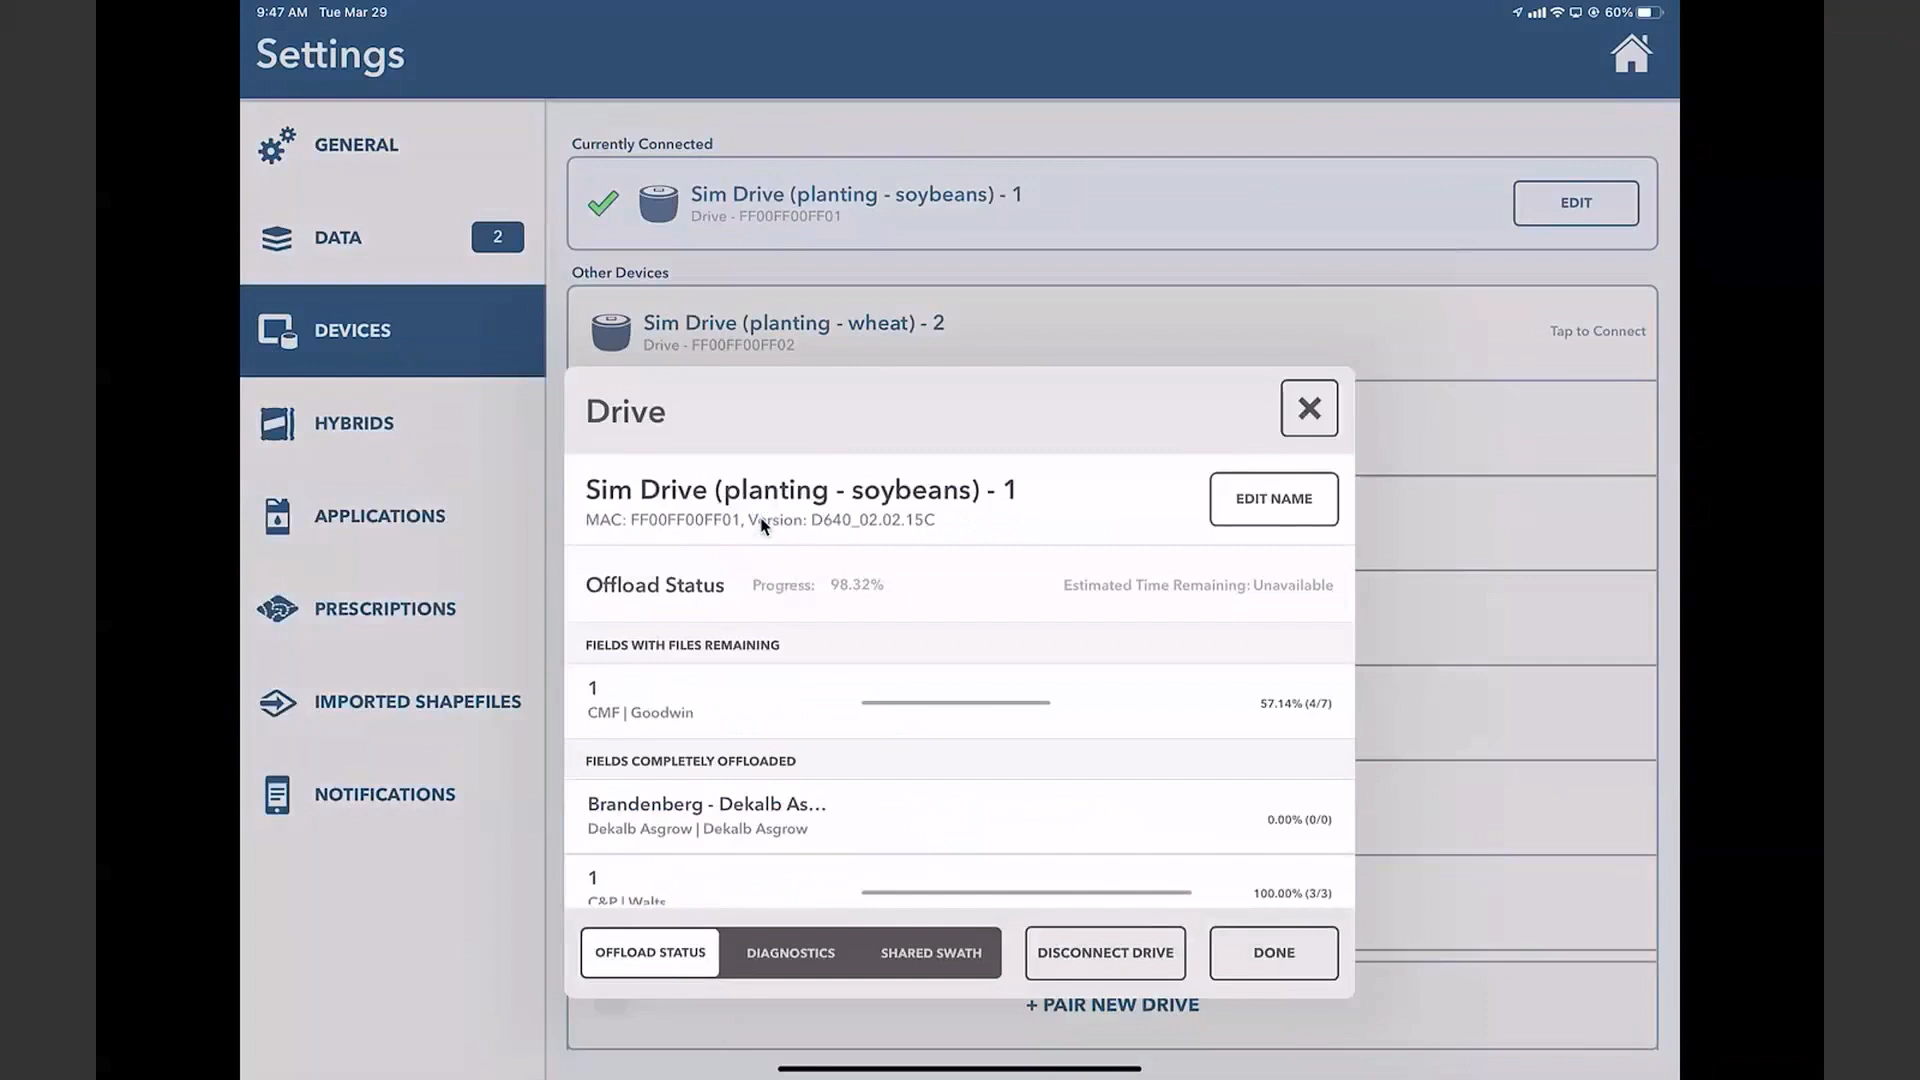 9:47 AM Tue Mar 29
60%
Settings
GENERAL
DATA
2
DEVICES
HYBRIDS
APPLICATIONS
PRESCRIPTIONS
IMPORTED SHAPEFILES
NOTIFICATIONS
Currently Connected
Sim Drive (planting - soybeans) - 1
Drive - FF00FF00FF01
EDIT
Other Devices
Sim Drive (planting - wheat) - 2
Drive - FF00FF00FF02
Tap to Connect
Drive
Sim Drive (planting - soybeans) - 1
MAC: FF00FF00FF01, Version: D640_02.02.15C
EDIT NAME
Offload Status Progress: 98.32% Estimated Time Remaining: Unavailable
FIELDS WITH FILES REMAINING
1
CMF | Goodwin
57.14% (4/7)
FIELDS COMPLETELY OFFLOADED
Brandenberg - Dekalb As...
Dekalb Asgrow | Dekalb Asgrow
0.00% (0/0)
1
C&P | Walts
100.00% (3/3)
OFFLOAD STATUS DIAGNOSTICS SHARED SWATH DISCONNECT DRIVE DONE
+ PAIR NEW DRIVE